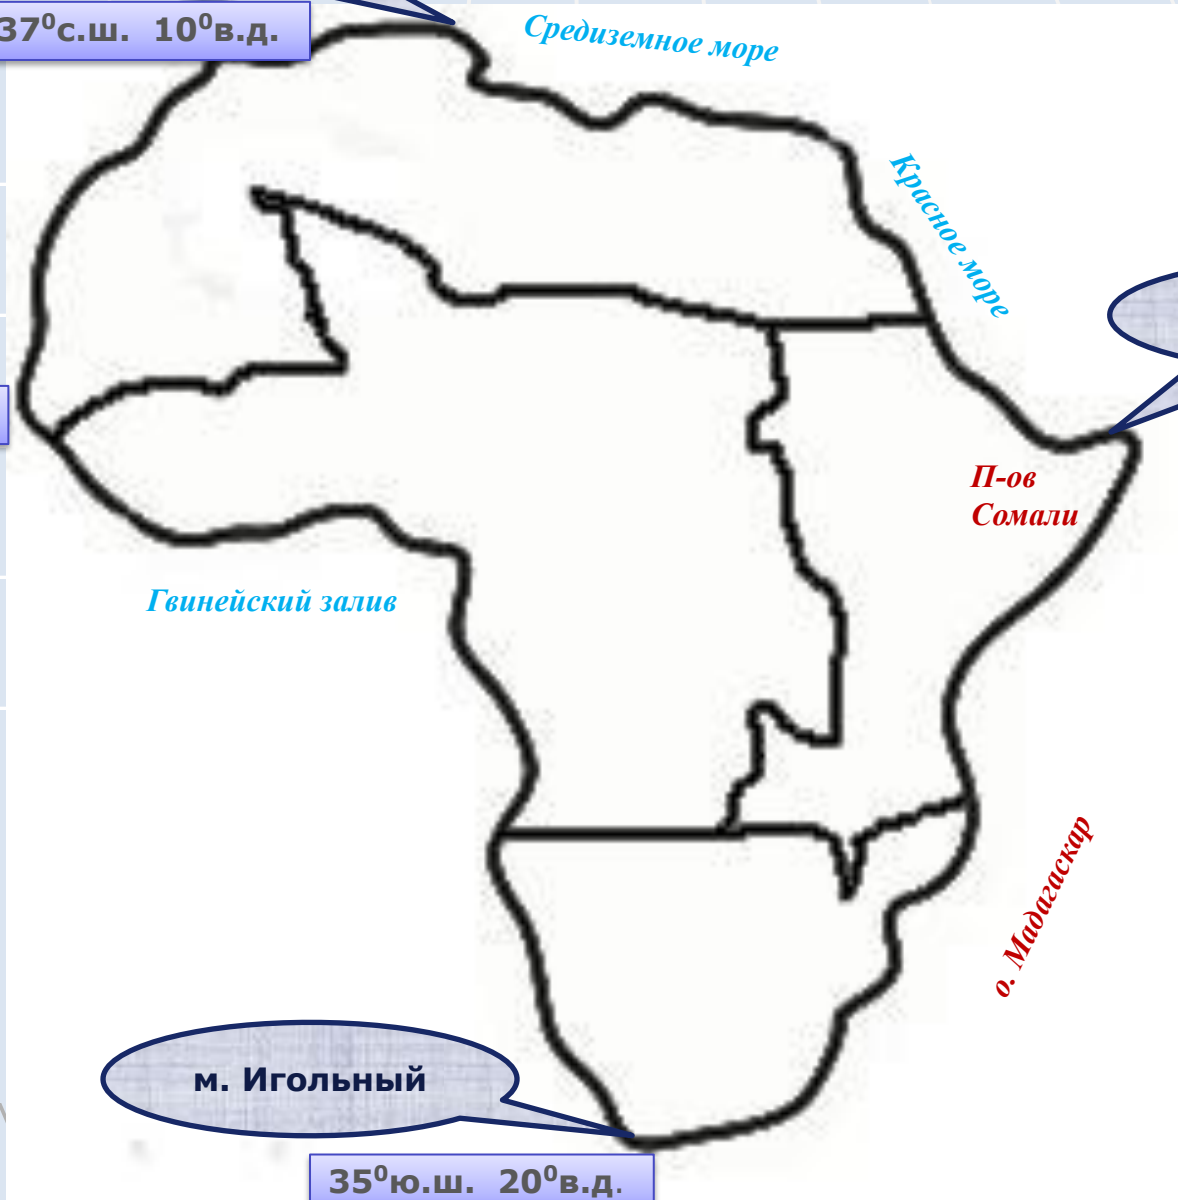 37⁰с.ш. 10⁰в.д.
Средиземное море
Красное море
П-ов
Сомали
Гвинейский залив
о. Мадагаскар
м. Игольный
35⁰ю.ш. 20⁰в.д.